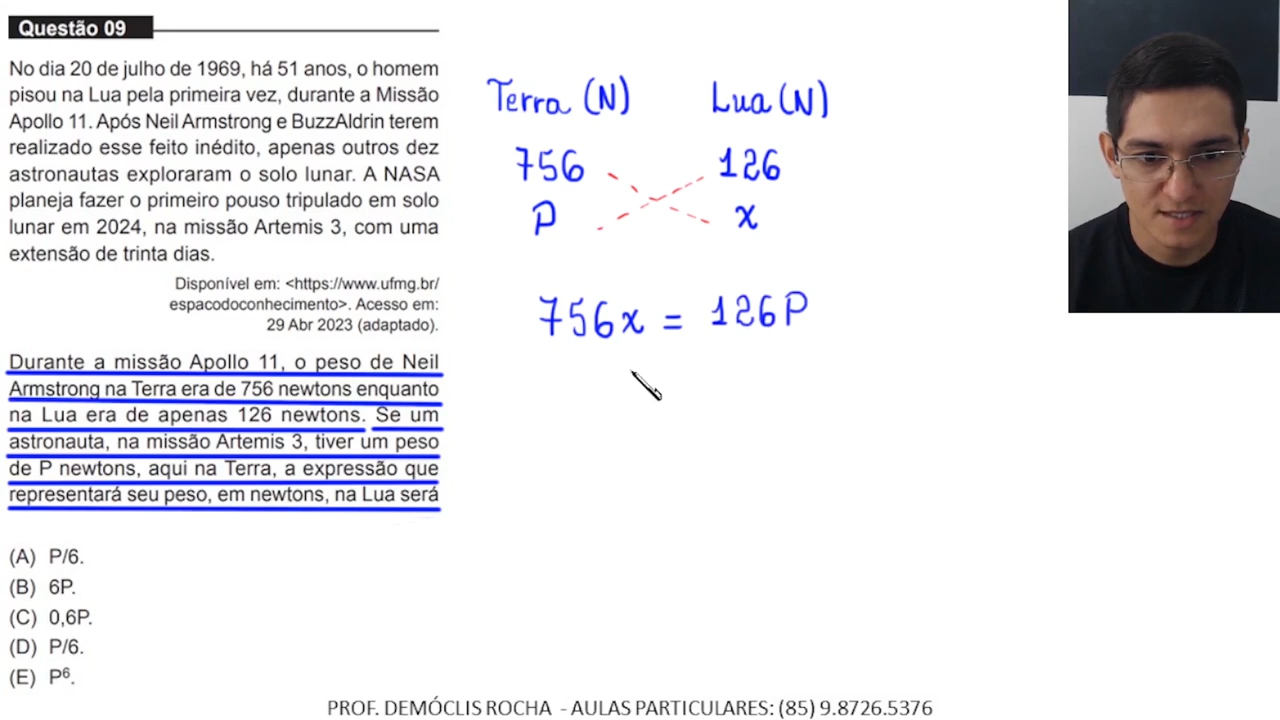 Questão 09
No dia 20 de julho de 1969, há 51 anos, o homem
pisou na Lua pela primeira vez, durante a Missão
Apollo 11. Após Neil Armstrong e BuzzAldrin terem
realizado esse feito inédito, apenas outros dez
astronautas exploraram o solo lunar. A NASA
planeja fazer o primeiro pouso tripulado em solo
lunar em 2024, na missão Artemis 3, com uma
extensão de trinta dias.
Disponível em: <https://www.ufmg.br/
espacodoconhecimento>. Acesso em:
29 Abr 2023 (adaptado).
Durante a missão Apollo 11, o peso de Neil
Armstrong na Terra era de 756 newtons enquanto
na Lua era de apenas 126 newtons. Se um
astronauta, na missão Artemis 3, tiver um peso
de P newtons, aqui na Terra, a expressão que
representará seu peso, em newtons, na Lua será
(A) P/6.
(B) 6P.
(C) 0,6P.
(D) P/6.
(E) P⁶.
Terra (N) Lua (N)
756 126
P x
756x = 126P
PROF. DEMÓCLIS ROCHA - AULAS PARTICULARES: (85) 9.8726.5376